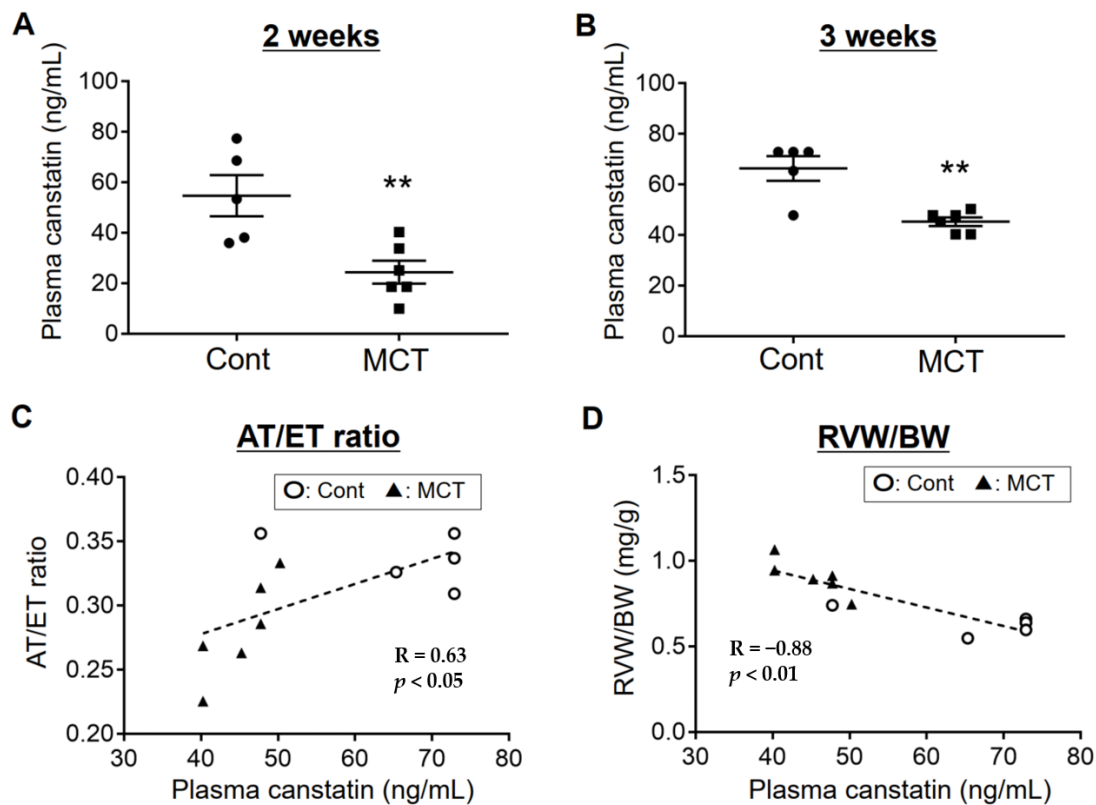 A
2 weeks
Plasma canstatin (ng/mL)
100
80
60
40
20
0
**
Cont
MCT
B
3 weeks
Plasma canstatin (ng/mL)
100
80
60
40
20
0
**
Cont
MCT
C
AT/ET ratio
O: Cont ▲: MCT
AT/ET ratio
0.40
0.35
0.30
0.25
0.20
R = 0.63
p < 0.05
30 40 50 60 70 80
Plasma canstatin (ng/mL)
D
RVW/BW
O: Cont ▲: MCT
RVW/BW (mg/g)
1.5
1.0
0.5
0.0
R = −0.88
p < 0.01
30 40 50 60 70 80
Plasma canstatin (ng/mL)